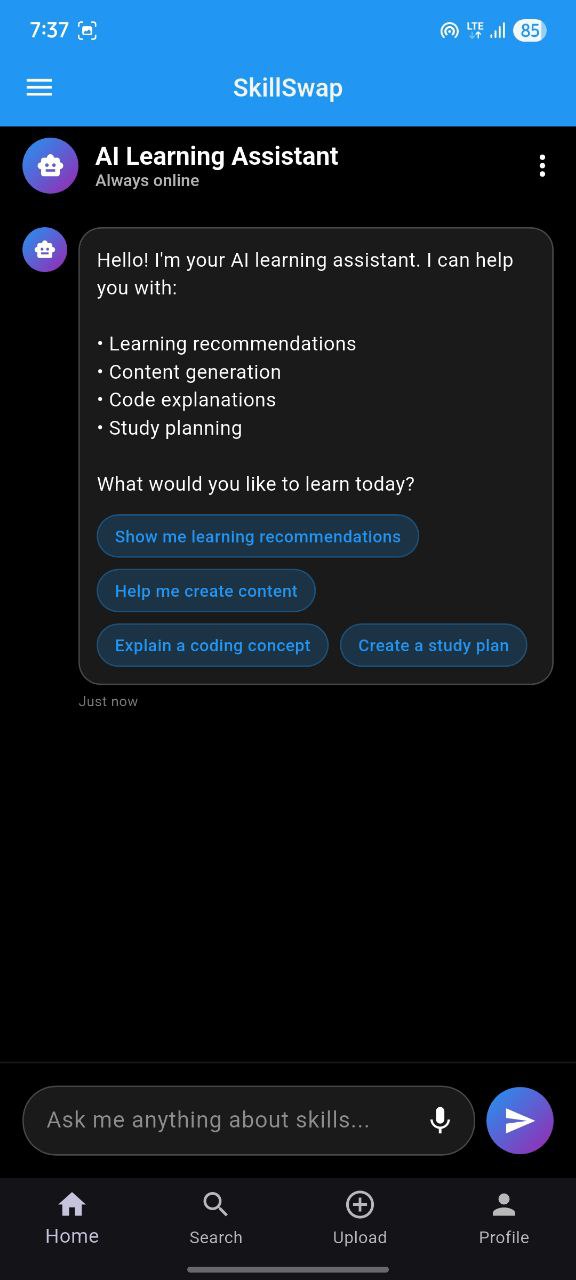 7:37
LTE
85
SkillSwap
AI Learning Assistant
Always online
Hello! I'm your AI learning assistant. I can help
you with:
• Learning recommendations
• Content generation
• Code explanations
• Study planning
What would you like to learn today?
Show me learning recommendations
Help me create content
Explain a coding concept
Create a study plan
Just now
Ask me anything about skills...
Home
Search
Upload
Profile